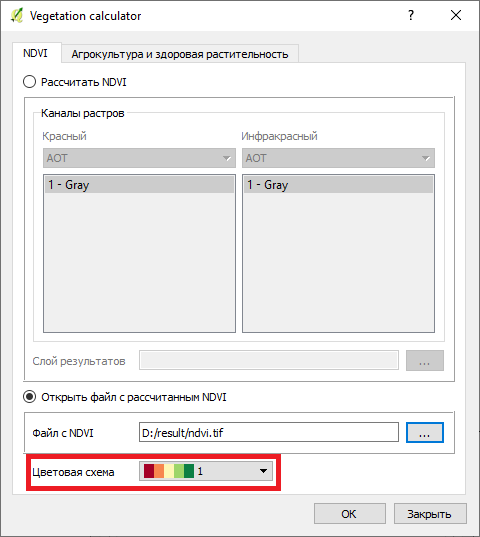 Vegetation calculator
NDVI
Агрокультура и здоровая растительность
Рассчитать NDVI
Каналы растров
Красный
Инфракрасный
AOT
AOT
1 - Gray
1 - Gray
Слой результатов
...
Открыть файл с рассчитанным NDVI
Файл с NDVI
D:/result/ndvi.tif
...
Цветовая схема
1
OK
Закрыть